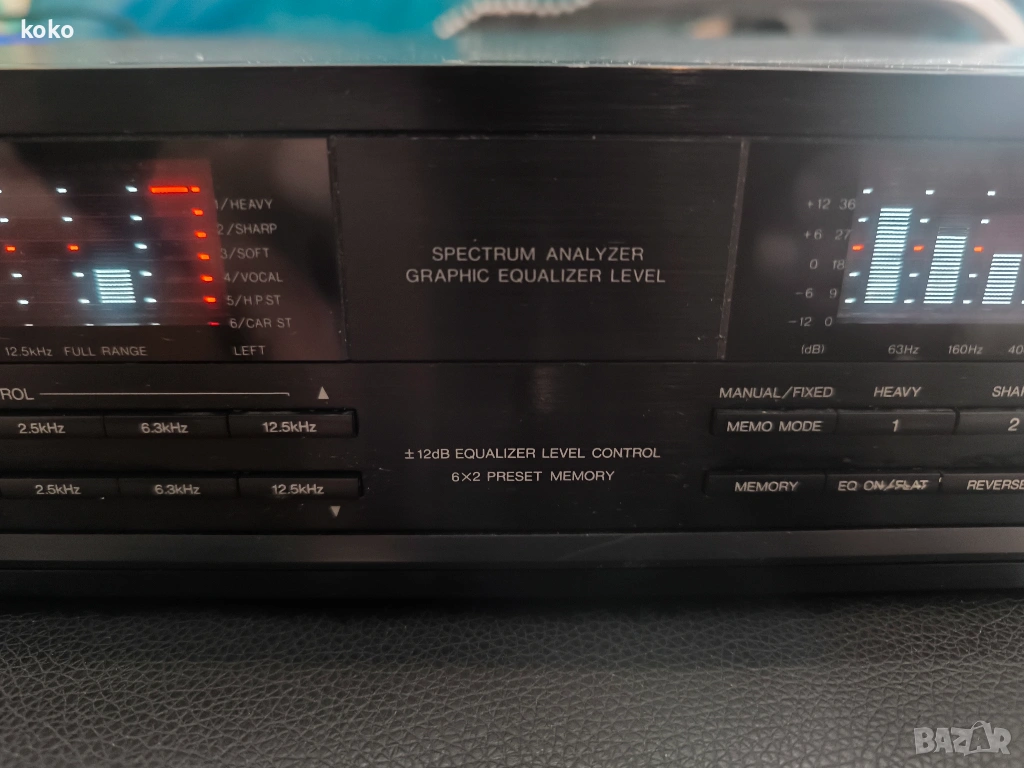 koko
1/HEAVY
2/SHARP
3/SOFT
4/VOCAL
5/H.P.ST
6/CAR ST
12.5kHz FULL RANGE LEFT
SPECTRUM ANALYZER
GRAPHIC EQUALIZER LEVEL
+12 36
+6 27
0 18
-6 9
-12 0
(dB) 63Hz 160Hz 40
ROL ▲
2.5kHz 6.3kHz 12.5kHz
2.5kHz 6.3kHz 12.5kHz
▼
±12dB EQUALIZER LEVEL CONTROL
6×2 PRESET MEMORY
MANUAL/FIXED HEAVY SHAR
MEMO MODE 1 2
MEMORY EQ ON/FLAT REVERSE
BAZAR